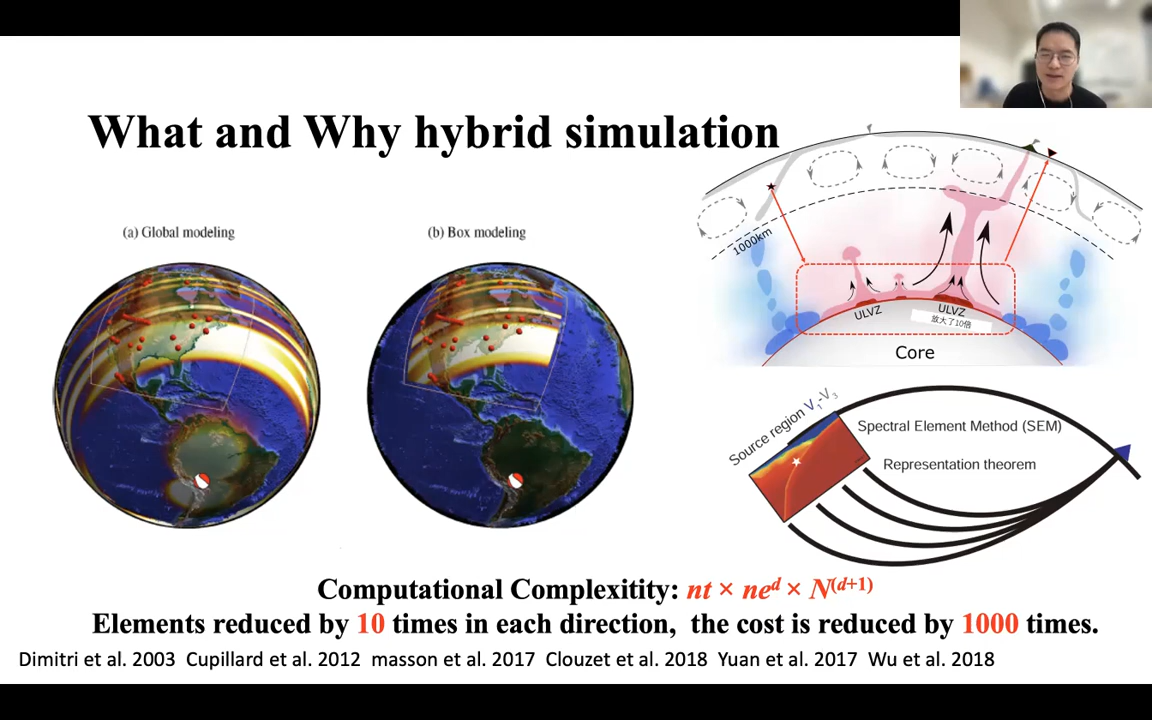 What and Why hybrid simulation
(a) Global modeling
(b) Box modeling
1000km
ULVZ
ULVZ
放大了10倍
Core
Source region V1-V3
Spectral Element Method (SEM)
Representation theorem
Computational Complexitity: nt × ne^d × N^(d+1)
Elements reduced by 10 times in each direction, the cost is reduced by 1000 times.
Dimitri et al. 2003 Cupillard et al. 2012 masson et al. 2017 Clouzet et al. 2018 Yuan et al. 2017 Wu et al. 2018